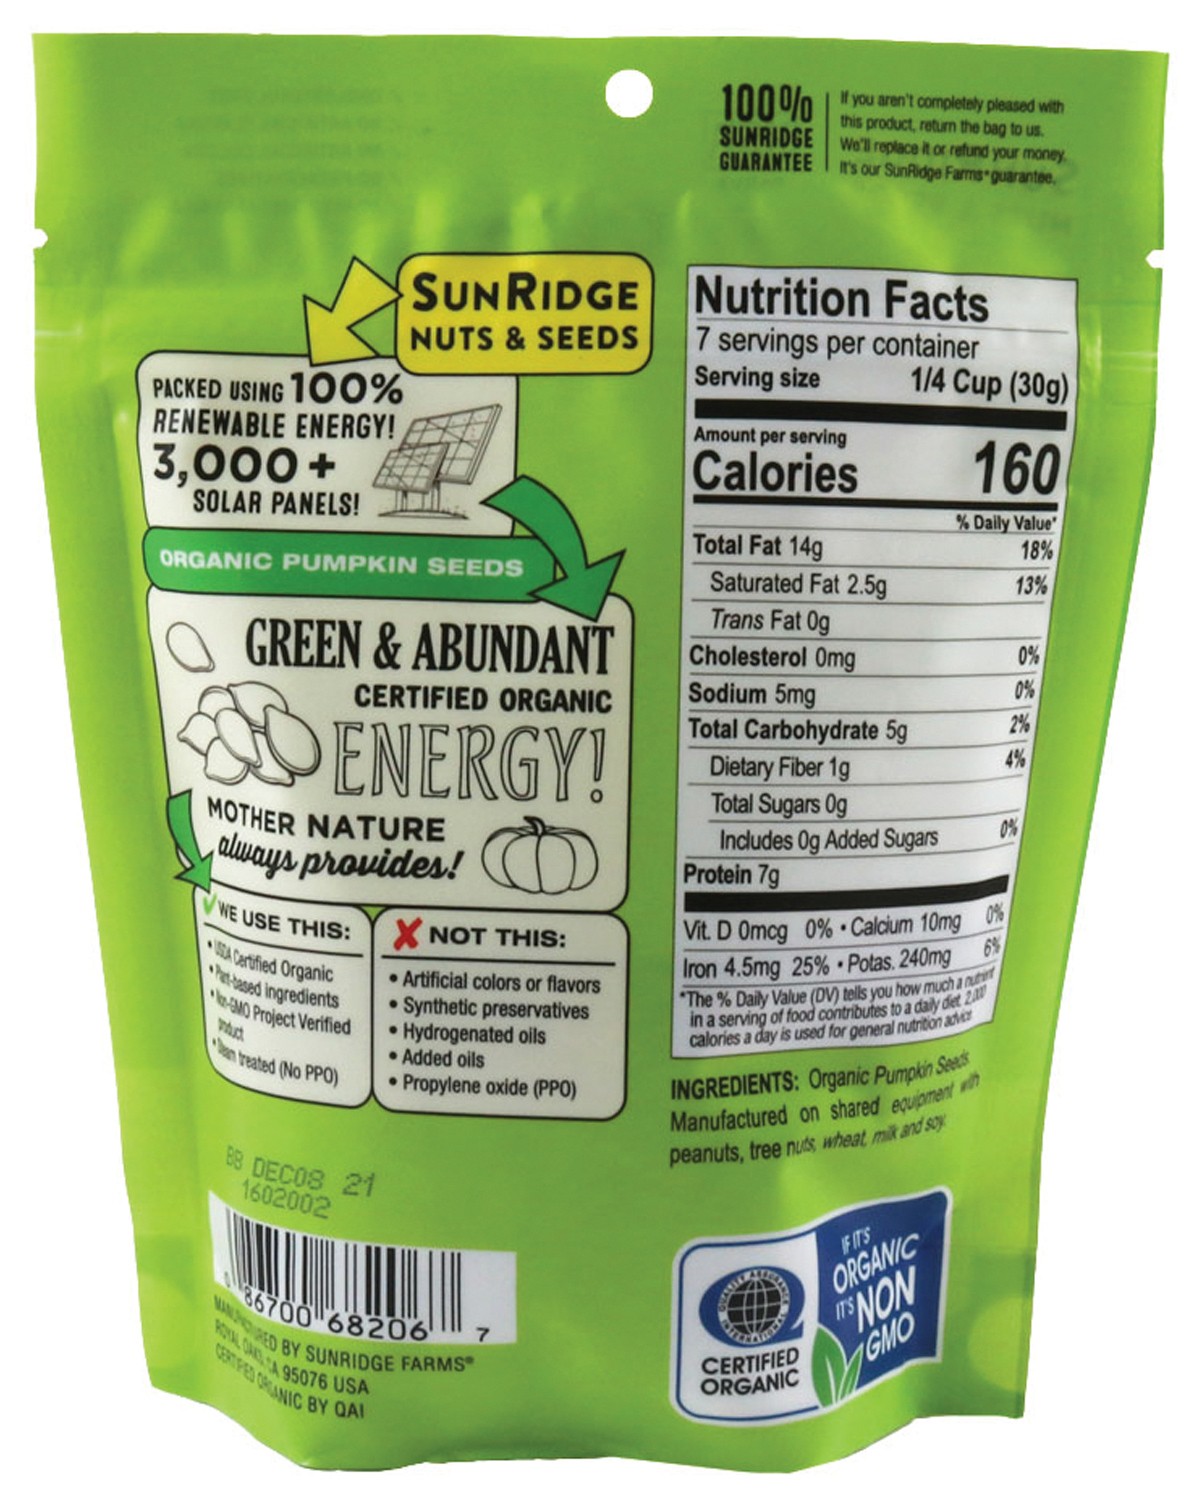 100%
SUNRIDGE
GUARANTEE
If you aren't completely pleased with
this product, return the bag to us.
We'll replace it or refund your money.
It's our SunRidge Farms® guarantee.
SUNRIDGE
NUTS & SEEDS
PACKED USING 100%
RENEWABLE ENERGY!
3,000+
SOLAR PANELS!
ORGANIC PUMPKIN SEEDS
GREEN & ABUNDANT
CERTIFIED ORGANIC
ENERGY!
MOTHER NATURE
always provides!
WE USE THIS:
• USDA Certified Organic
• Plant-based ingredients
• Non-GMO Project Verified
product
• Steam treated (No PPO)
NOT THIS:
• Artificial colors or flavors
• Synthetic preservatives
• Hydrogenated oils
• Added oils
• Propylene oxide (PPO)
BB DEC08 21
1602002
0 86700 68206 7
MANUFACTURED BY SUNRIDGE FARMS®
ROYAL OAKS, CA 95076 USA
CERTIFIED ORGANIC BY QAI
Nutrition Facts
7 servings per container
Serving size 1/4 Cup (30g)
Amount per serving
Calories 160
% Daily Value*
Total Fat 14g 18%
Saturated Fat 2.5g 13%
Trans Fat 0g
Cholesterol 0mg 0%
Sodium 5mg 0%
Total Carbohydrate 5g 2%
Dietary Fiber 1g 4%
Total Sugars 0g
Includes 0g Added Sugars 0%
Protein 7g
Vit. D 0mcg 0% • Calcium 10mg 0%
Iron 4.5mg 25% • Potas. 240mg 6%
*The % Daily Value (DV) tells you how much a nutrient
in a serving of food contributes to a daily diet. 2,000
calories a day is used for general nutrition advice.
INGREDIENTS: Organic Pumpkin Seeds.
Manufactured on shared equipment with
peanuts, tree nuts, wheat, milk and soy.
QUALITY ASSURANCE
INTERNATIONAL
CERTIFIED
ORGANIC
IF IT'S
ORGANIC
IT'S NON
GMO